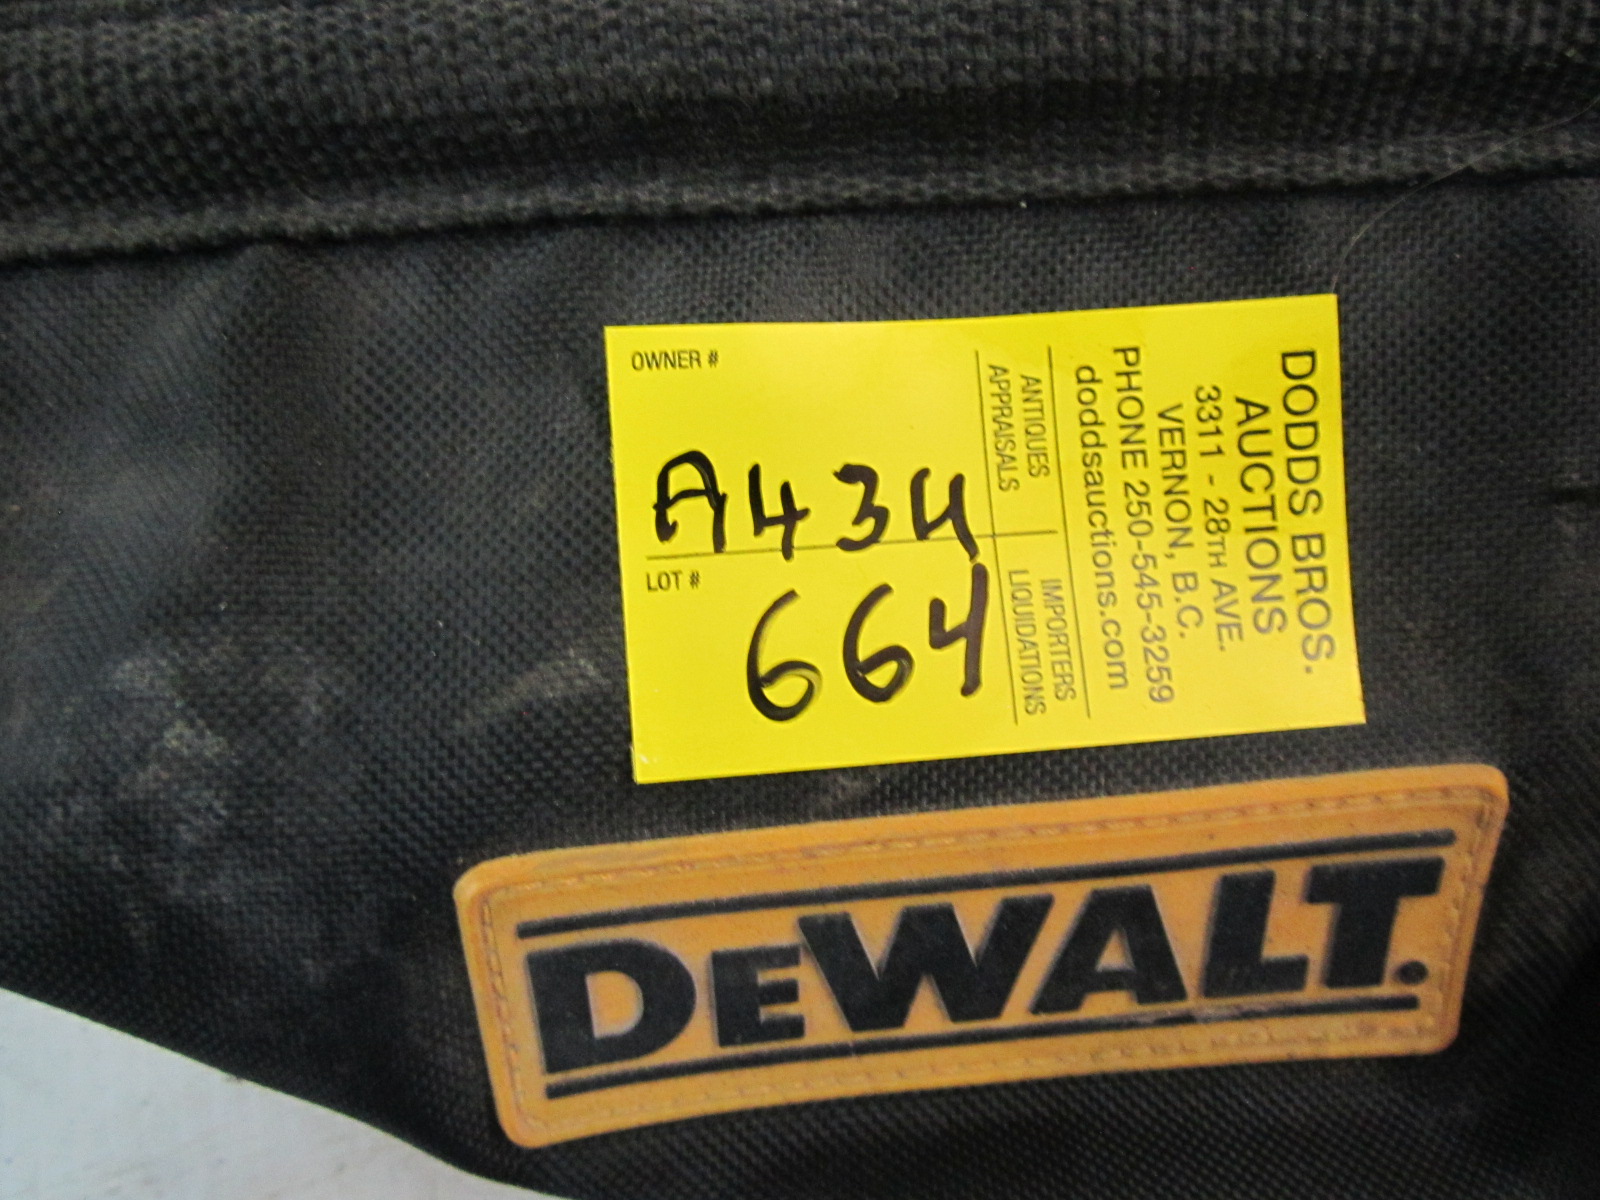 OWNER #
A434
LOT #
664
DODDS BROS.
AUCTIONS
3311 - 28TH AVE.
VERNON, B.C.
PHONE 250-545-3259
doddsauctions.com
ANTIQUES
APPRAISALS
IMPORTERS
LIQUIDATIONS
DEWALT.